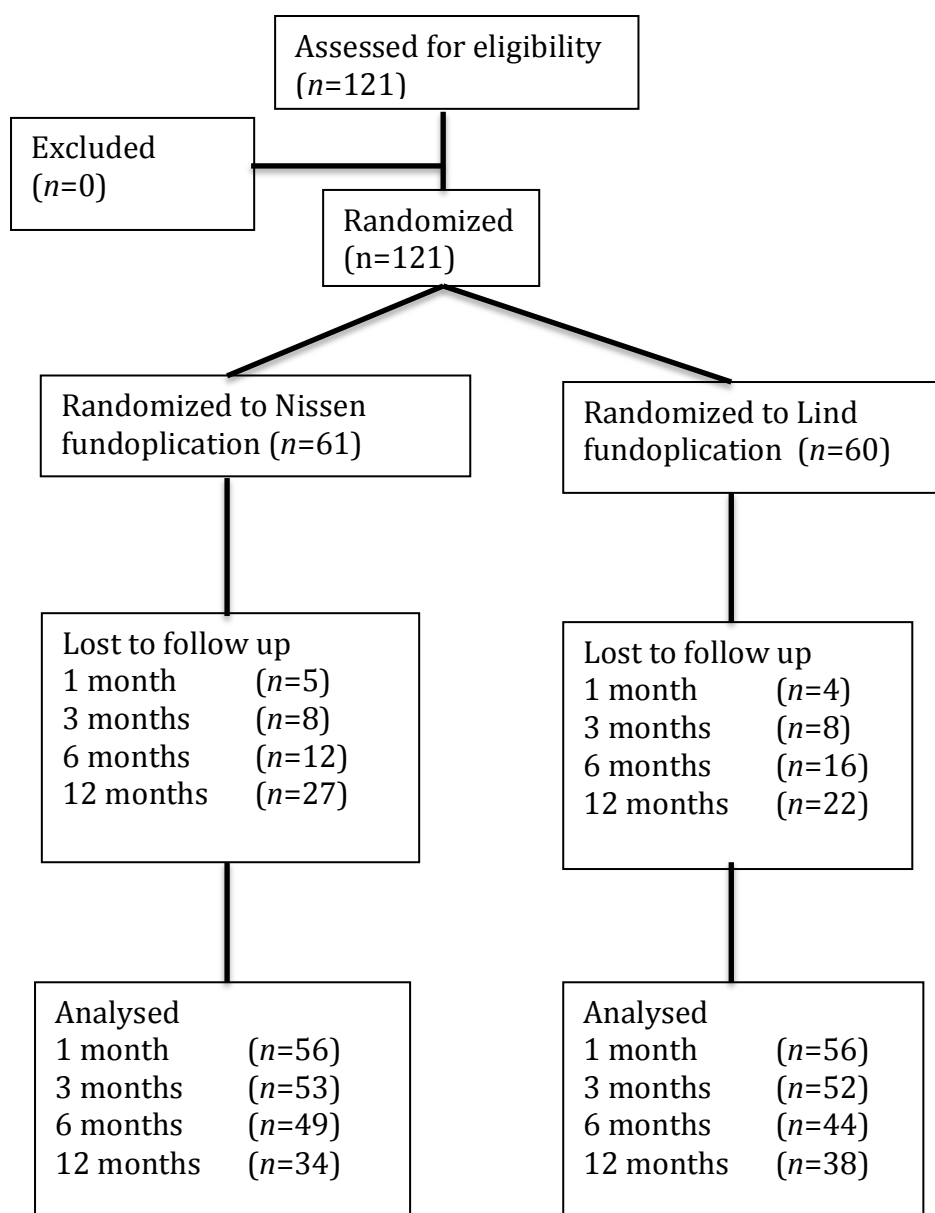 Assessed for eligibility
(n=121)
Excluded
(n=0)
Randomized
(n=121)
Randomized to Nissen
fundoplication (n=61)
Randomized to Lind
fundoplication (n=60)
Lost to follow up
1 month (n=5)
3 months (n=8)
6 months (n=12)
12 months (n=27)
Lost to follow up
1 month (n=4)
3 months (n=8)
6 months (n=16)
12 months (n=22)
Analysed
1 month (n=56)
3 months (n=53)
6 months (n=49)
12 months (n=34)
Analysed
1 month (n=56)
3 months (n=52)
6 months (n=44)
12 months (n=38)